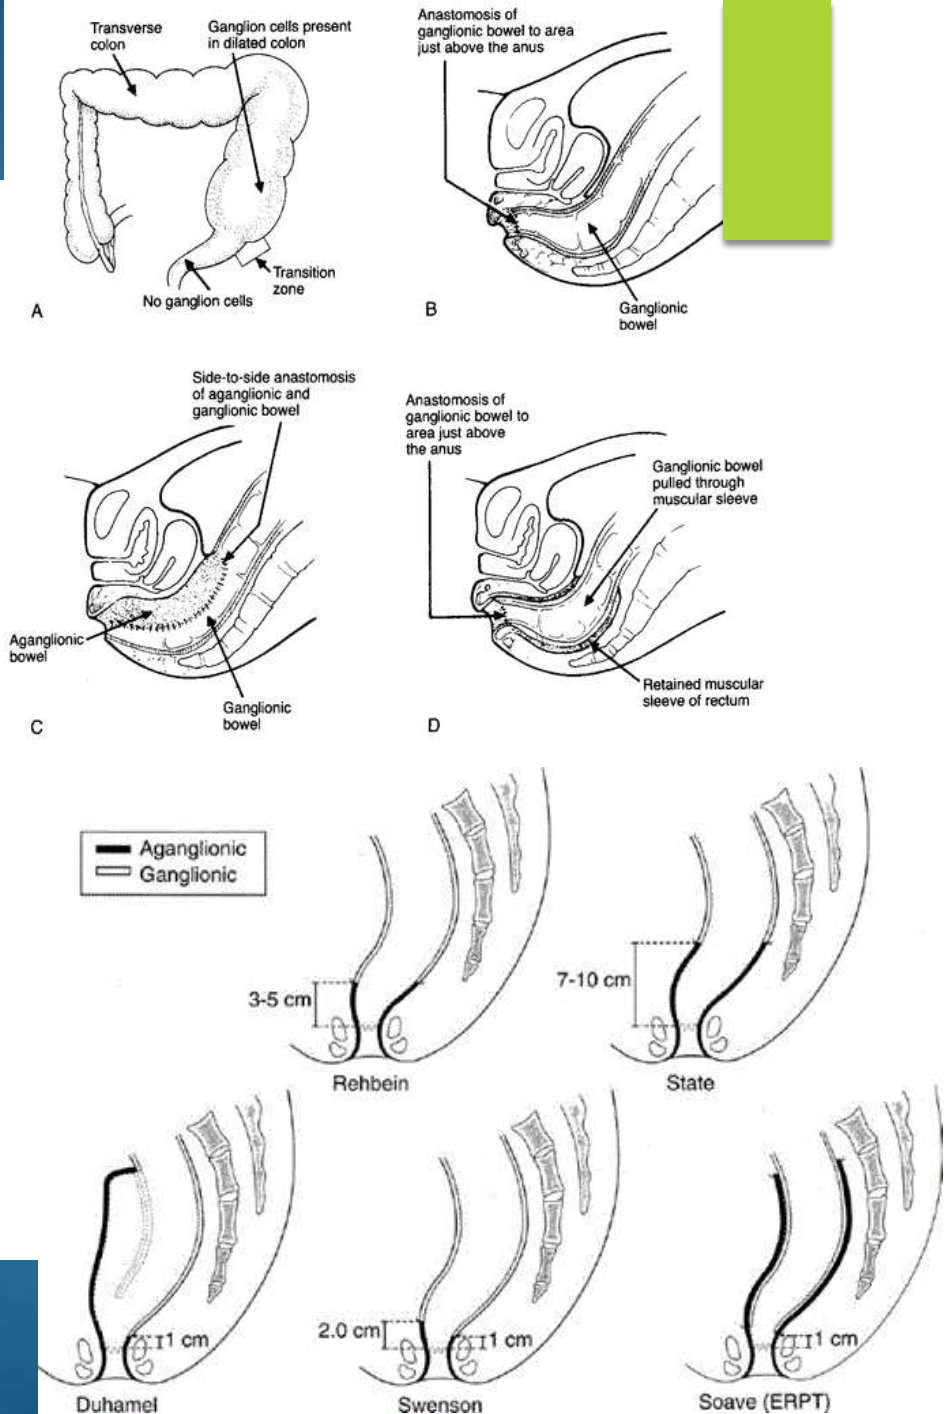 Transverse
colon
Ganglion cells present
in dilated colon
Transition
zone
No ganglion cells
A
Anastomosis of
ganglionic bowel to area
just above the anus
Ganglionic
bowel
B
Side-to-side anastomosis
of aganglionic and
ganglionic bowel
Aganglionic
bowel
Ganglionic
bowel
C
Anastomosis of
ganglionic bowel to
area just above
the anus
Ganglionic bowel
pulled through
muscular sleeve
Retained muscular
sleeve of rectum
D
Aganglionic
Ganglionic
3-5 cm
Rehbein
7-10 cm
State
1 cm
Duhamel
2.0 cm
1 cm
Swenson
1 cm
Soave (ERPT)